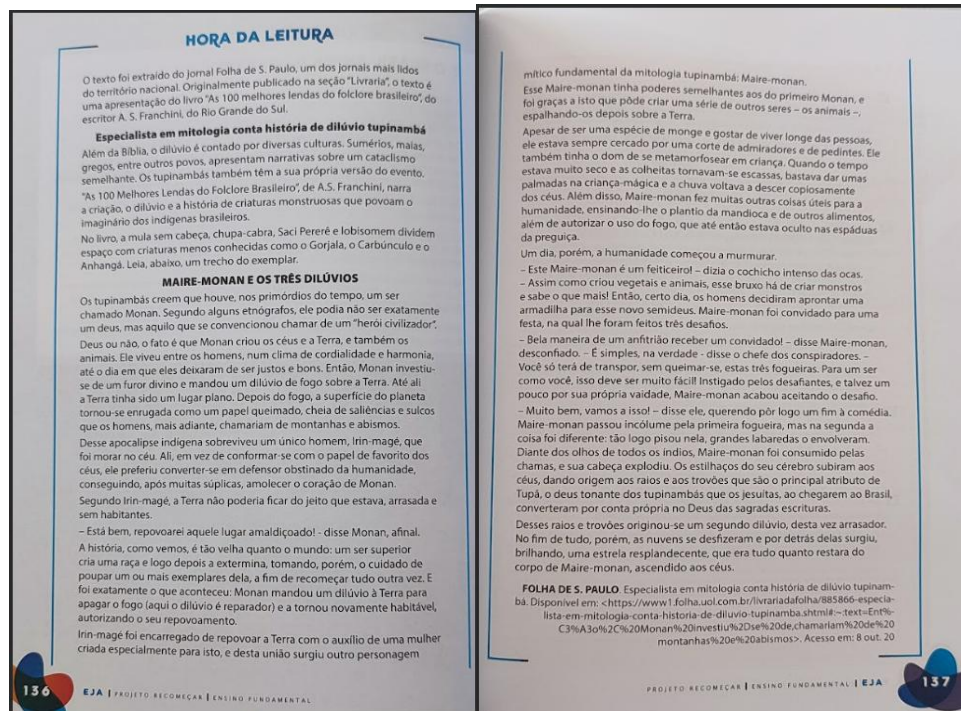 HORA DA LEITURA
O texto foi extraído do Jornal Folha de S. Paulo, um dos jornais mais lidos
do território nacional. Originalmente publicado na seção "Livraria", o texto é
uma apresentação do livro "As 100 melhores lendas do folclore brasileiro", do
escritor A. S. Franchini, do Rio Grande do Sul.
Especialista em mitologia conta história de dilúvio tupinambá
Além da Bíblia, o dilúvio é contado por diversas culturas. Sumérios, maias,
gregos, entre outros povos, apresentam narrativas sobre um cataclismo
semelhante. Os tupinambás também têm a sua própria versão do evento.
"As 100 Melhores Lendas do Folclore Brasileiro", de A.S. Franchini, narra
a criação, o dilúvio e a história de criaturas monstruosas que povoam o
imaginário dos indígenas brasileiros.
No livro, a mula sem cabeça, chupa-cabra, Saci Pererê e lobisomem dividem
espaço com criaturas menos conhecidas como o Gorjala, o Carbúnculo e o
Anhangá. Leia, abaixo, um trecho do exemplar.
MAIRE-MONAN E OS TRÊS DILÚVIOS
Os tupinambás creem que houve, nos primórdios do tempo, um ser
chamado Monan. Segundo alguns etnógrafos, ele podia não ser exatamente
um deus, mas aquilo que se convencionou chamar de um "herói civilizador".
Deus ou não, o fato é que Monan criou os céus e a Terra, e também os
animais. Ele viveu entre os homens, num clima de cordialidade e harmonia,
até o dia em que eles deixaram de ser justos e bons. Então, Monan investiu-
se de um furor divino e mandou um dilúvio de fogo sobre a Terra. Até ali
a Terra tinha sido um lugar plano. Depois do fogo, a superfície do planeta
tornou-se enrugada como um papel queimado, cheia de saliências e sulcos
que os homens, mais adiante, chamariam de montanhas e abismos.
Desse apocalipse indígena sobreviveu um único homem, Irin-magé, que
foi morar no céu. Ali, em vez de conformar-se com o papel de favorito dos
céus, ele preferiu converter-se em defensor obstinado da humanidade,
conseguindo, após muitas súplicas, amolecer o coração de Monan.
Segundo Irin-magé, a Terra não poderia ficar do jeito que estava, arrasada e
sem habitantes.
– Está bem, repovoarei aquele lugar amaldiçoado! - disse Monan, afinal.
A história, como vemos, é tão velha quanto o mundo: um ser superior
cria uma raça e logo depois a extermina, tomando, porém, o cuidado de
poupar um ou mais exemplares dela, a fim de recomeçar tudo outra vez. E
foi exatamente o que aconteceu: Monan mandou um dilúvio à Terra para
apagar o fogo (aqui o dilúvio é reparador) e a tornou novamente habitável,
autorizando o seu repovoamento.
Irin-magé foi encarregado de repovoar a Terra com o auxílio de uma mulher
criada especialmente para isto, e desta união surgiu outro personagem
136 EJA | PROJETO RECOMEÇAR | ENSINO FUNDAMENTAL
mítico fundamental da mitologia tupinambá: Maire-monan.
Esse Maire-monan tinha poderes semelhantes aos do primeiro Monan, e
foi graças a isto que pôde criar uma série de outros seres – os animais –,
espalhando-os depois sobre a Terra.
Apesar de ser uma espécie de monge e gostar de viver longe das pessoas,
ele estava sempre cercado por uma corte de admiradores e de pedintes. Ele
também tinha o dom de se metamorfosear em criança. Quando o tempo
estava muito seco e as colheitas tornavam-se escassas, bastava dar umas
palmadas na criança-mágica e a chuva voltava a descer copiosamente
dos céus. Além disso, Maire-monan fez muitas outras coisas úteis para a
humanidade, ensinando-lhe o plantio da mandioca e de outros alimentos,
além de autorizar o uso do fogo, que até então estava oculto nas espáduas
da preguiça.
Um dia, porém, a humanidade começou a murmurar.
– Este Maire-monan é um feiticeiro! – dizia o cochicho intenso das ocas.
– Assim como criou vegetais e animais, esse bruxo há de criar monstros
e sabe o que mais! Então, certo dia, os homens decidiram aprontar uma
armadilha para esse novo semideus. Maire-monan foi convidado para uma
festa, na qual lhe foram feitos três desafios.
– Bela maneira de um anfitrião receber um convidado! – disse Maire-monan,
desconfiado. – É simples, na verdade - disse o chefe dos conspiradores. –
Você só terá de transpor, sem queimar-se, estas três fogueiras. Para um ser
como você, isso deve ser muito fácil! Instigado pelos desafiantes, e talvez um
pouco por sua própria vaidade, Maire-monan acabou aceitando o desafio.
– Muito bem, vamos a isso! – disse ele, querendo pôr logo um fim à comédia.
Maire-monan passou incólume pela primeira fogueira, mas na segunda a
coisa foi diferente: tão logo pisou nela, grandes labaredas o envolveram.
Diante dos olhos de todos os índios, Maire-monan foi consumido pelas
chamas, e sua cabeça explodiu. Os estilhaços do seu cérebro subiram aos
céus, dando origem aos raios e aos trovões que são o principal atributo de
Tupã, o deus tonante dos tupinambás que os jesuítas, ao chegarem ao Brasil,
converteram por conta própria no Deus das sagradas escrituras.
Desses raios e trovões originou-se um segundo dilúvio, desta vez arrasador.
No fim de tudo, porém, as nuvens se desfizeram e por detrás delas surgiu,
brilhando, uma estrela resplandecente, que era tudo quanto restara do
corpo de Maire-monan, ascendido aos céus.
FOLHA DE S. PAULO. Especialista em mitologia conta história de dilúvio tupinam-
bá. Disponível em: <https://www1.folha.uol.com.br/livrariadafolha/885866-especia-
lista-em-mitologia-conta-historia-de-diluvio-tupinamba.shtml#:~:text=Ent%
C3%A3o%2C%20Monan%20investiu%2Dse%20de,chamariam%20de%20
montanhas%20e%20abismos>. Acesso em: 8 out. 20
PROJETO RECOMEÇAR | ENSINO FUNDAMENTAL | EJA 137